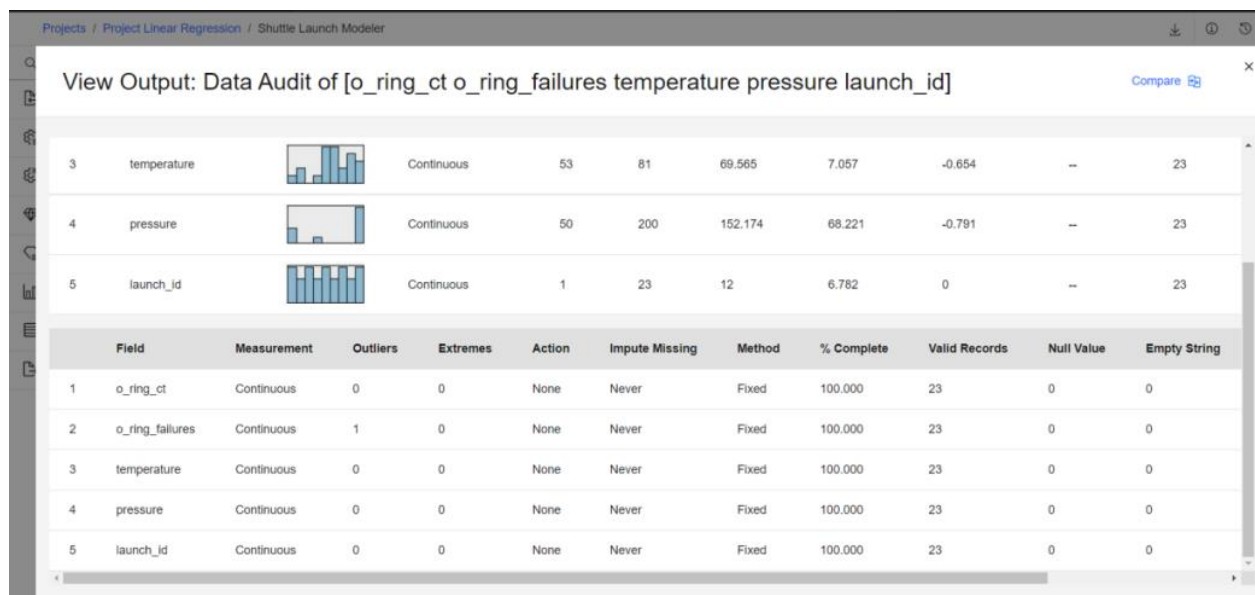 Projects / Project Linear Regression / Shuttle Launch Modeler
View Output: Data Audit of [o_ring_ct o_ring_failures temperature pressure launch_id]
Compare
3 temperature Continuous 53 81 69.565 7.057 -0.654 -- 23
4 pressure Continuous 50 200 152.174 68.221 -0.791 -- 23
5 launch_id Continuous 1 23 12 6.782 0 -- 23
Field Measurement Outliers Extremes Action Impute Missing Method % Complete Valid Records Null Value Empty String
1 o_ring_ct Continuous 0 0 None Never Fixed 100.000 23 0 0
2 o_ring_failures Continuous 1 0 None Never Fixed 100.000 23 0 0
3 temperature Continuous 0 0 None Never Fixed 100.000 23 0 0
4 pressure Continuous 0 0 None Never Fixed 100.000 23 0 0
5 launch_id Continuous 0 0 None Never Fixed 100.000 23 0 0